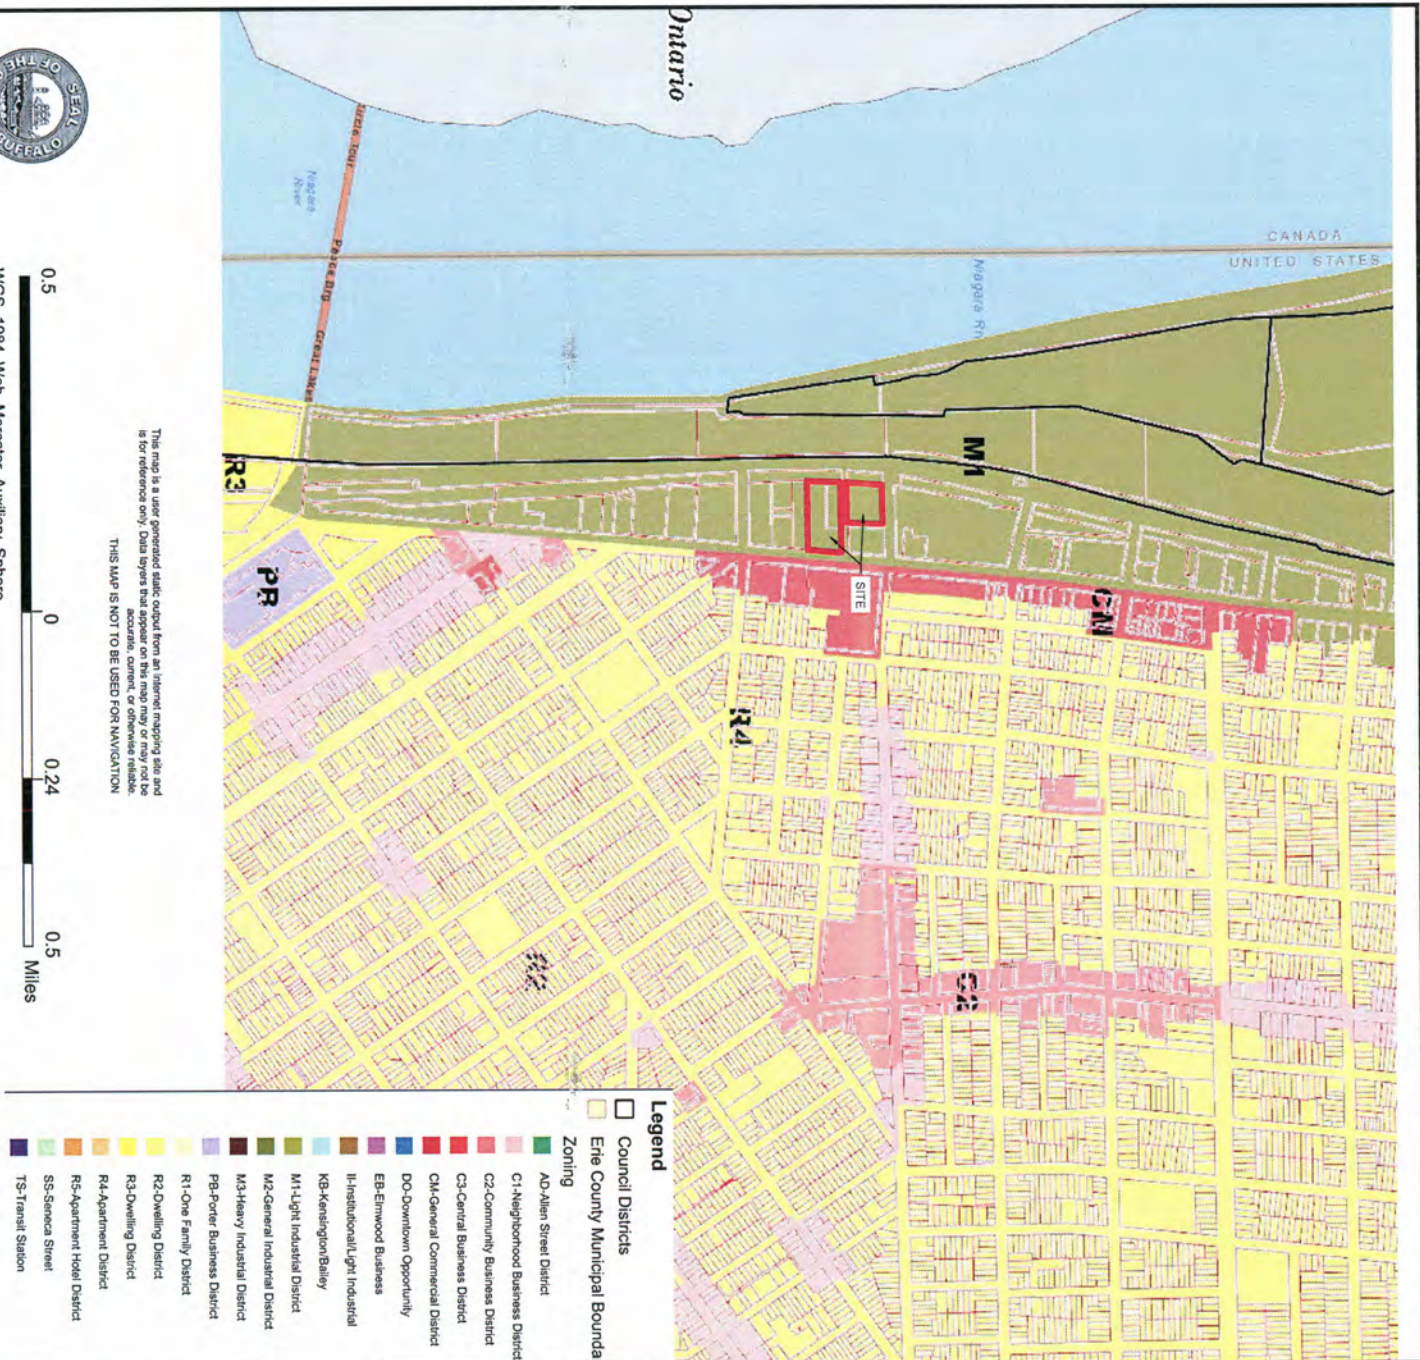 Ontario
CANADA
UNITED STATES
Niagara
River
Circle Tour
Peace Brg
Great Lakes
M1
R3
PR
SITE
CM
R4
C2
SEAL
OF THE
BUFFALO
This map is a user generated static output from an internet mapping site and
is for reference only. Data layers that appear on this map may or may not be
accurate, current, or otherwise reliable.
THIS MAP IS NOT TO BE USED FOR NAVIGATION
0.5
0
0.24
0.5
Miles
WGS_1984_Web_Mercator_Auxiliary_Sphere
Legend
Council Districts
Erie County Municipal Bounda
Zoning
AD-Allen Street District
C1-Neighborhood Business District
C2-Community Business District
C3-Central Business District
CM-General Commercial District
DO-Downtown Opportunity
EB-Elmwood Business
II-Institutional/Light Industrial
KB-Kensington/Bailey
M1-Light Industrial District
M2-General Industrial District
M3-Heavy Industrial District
PB-Porter Business District
R1-One Family District
R2-Dwelling District
R3-Dwelling District
R4-Apartment District
R5-Apartment Hotel District
SS-Seneca Street
TS-Transit Station